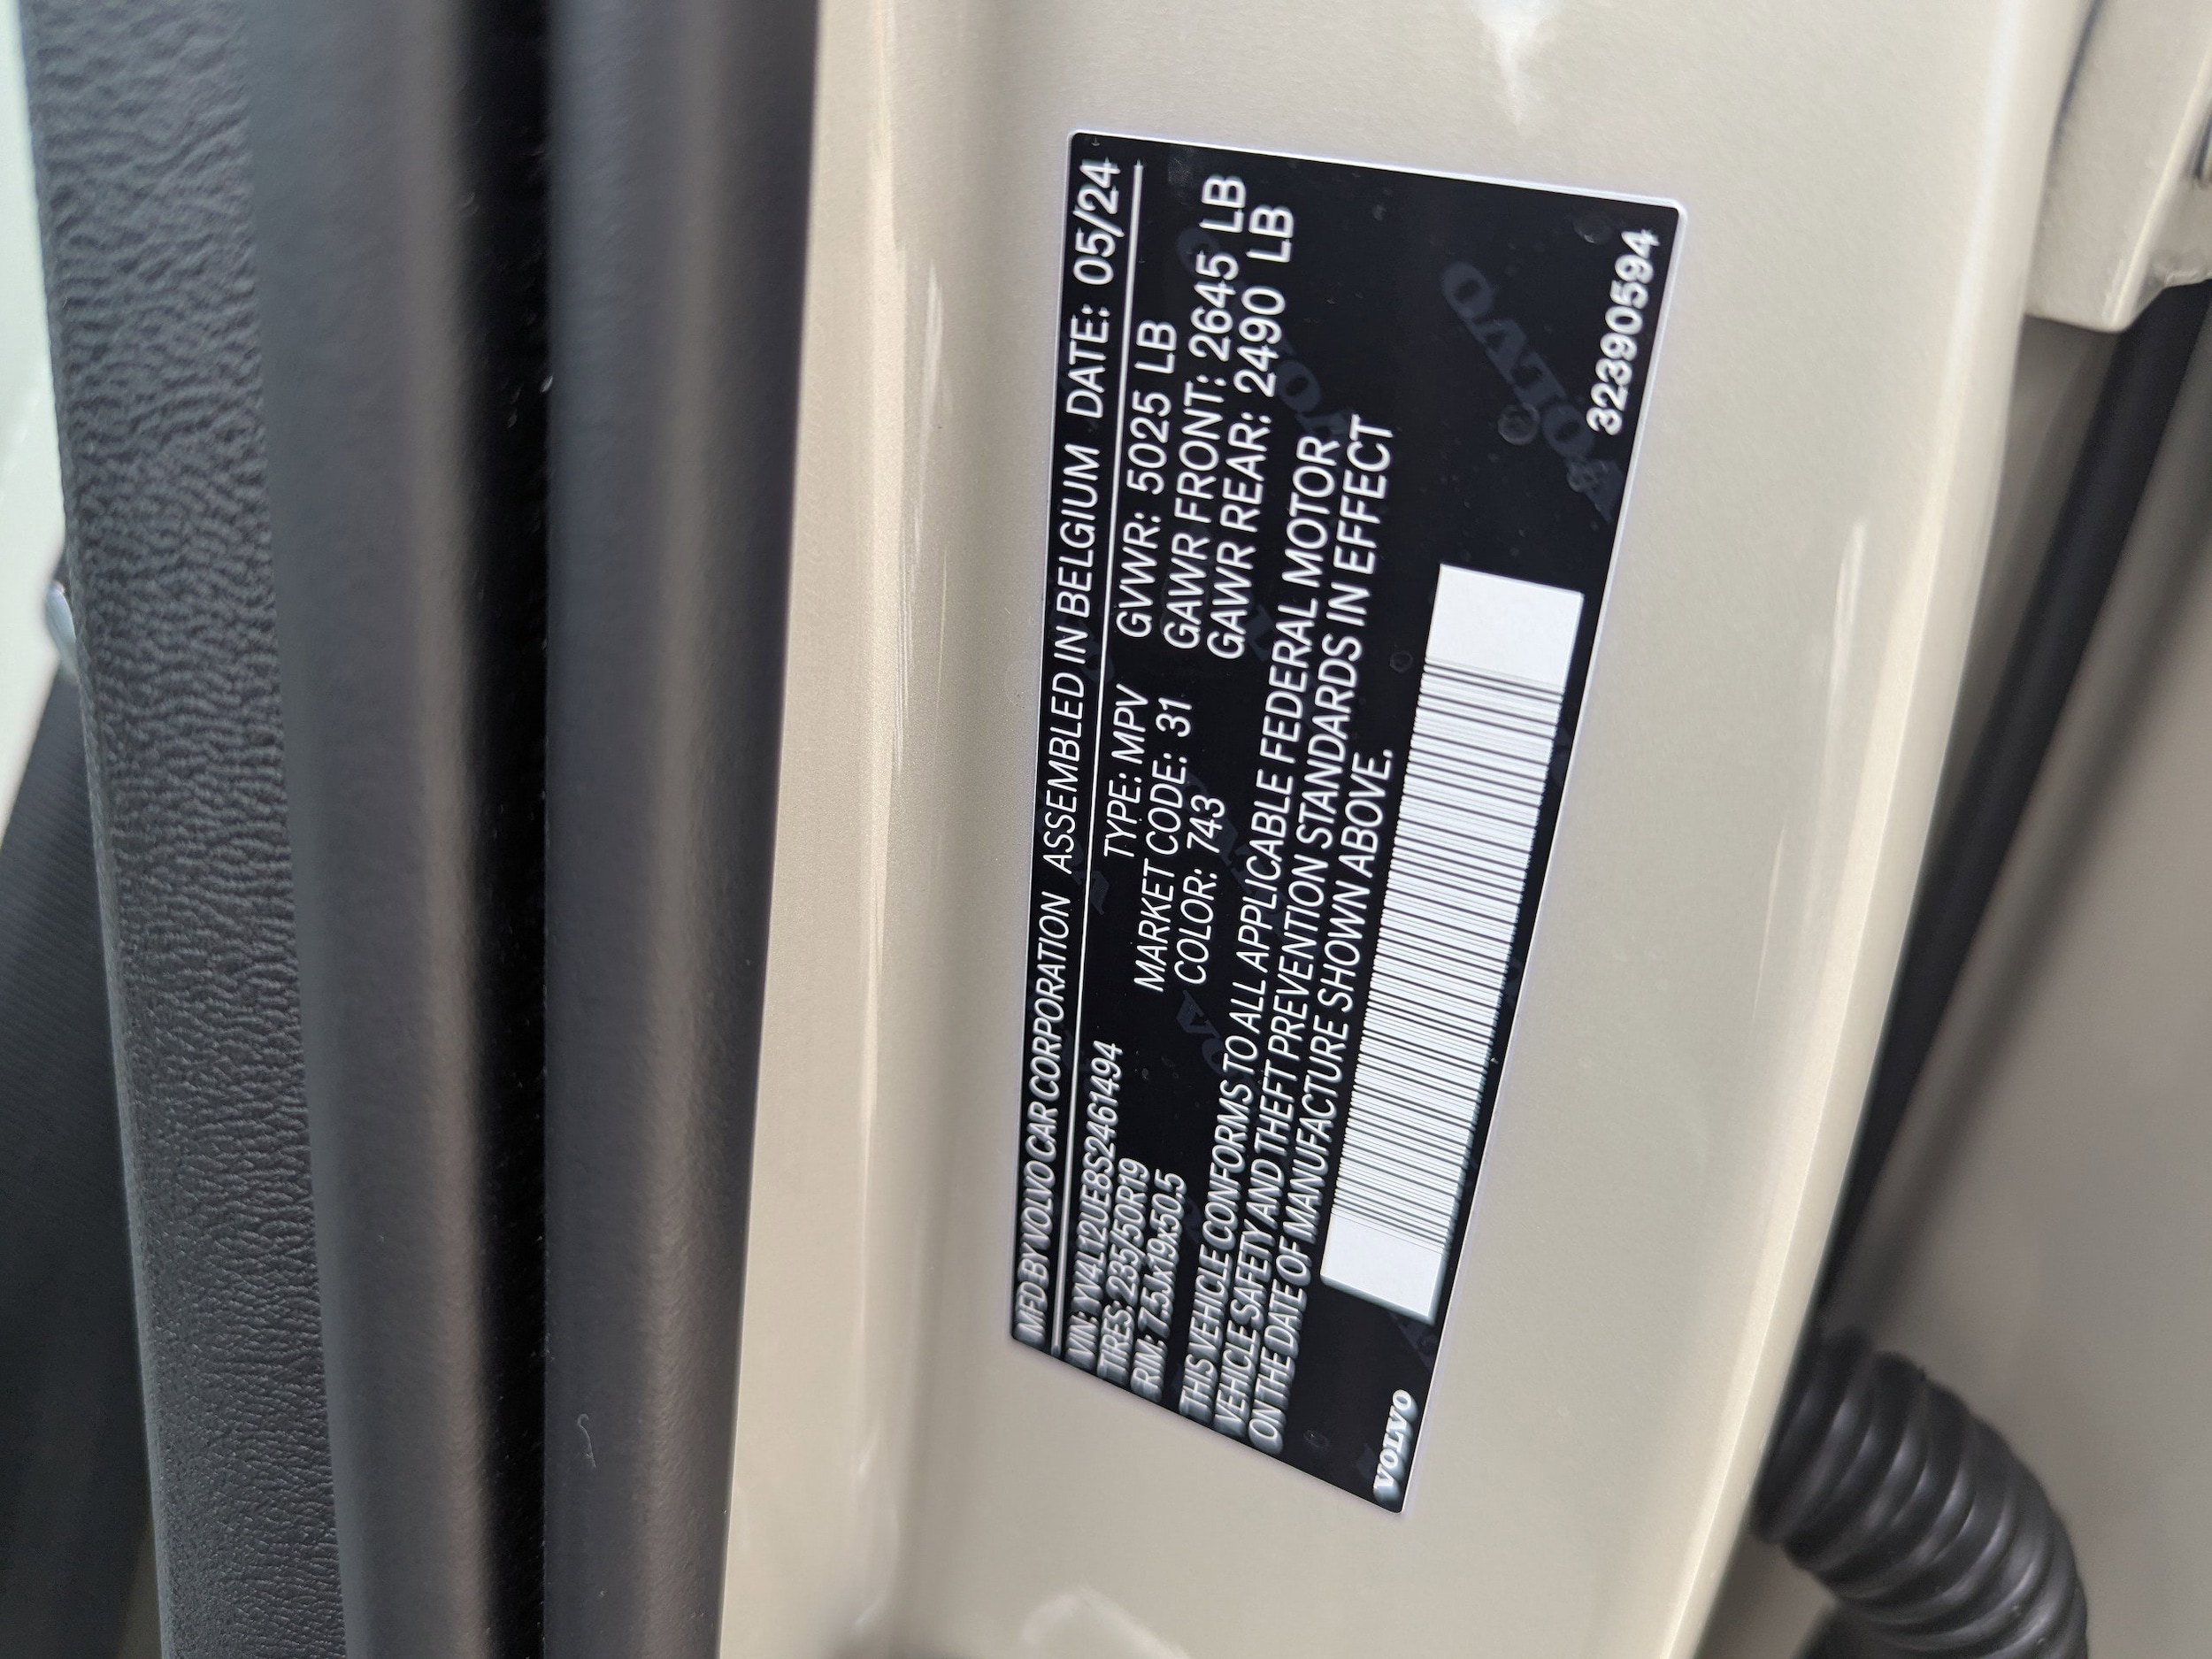 MFD BY VOLVO CAR CORPORATION ASSEMBLED IN BELGIUM DATE: 05/24
VIN: YV4L12UE8S2461494 TYPE: MPV GVWR: 5025 LB
TIRES: 235/50R19 MARKET CODE: 31 GAWR FRONT: 2645 LB
RIM: 7.5Jx19x50.5 COLOR: 743 GAWR REAR: 2490 LB
THIS VEHICLE CONFORMS TO ALL APPLICABLE FEDERAL MOTOR
VEHICLE SAFETY AND THEFT PREVENTION STANDARDS IN EFFECT
ON THE DATE OF MANUFACTURE SHOWN ABOVE.
VOLVO 32390594